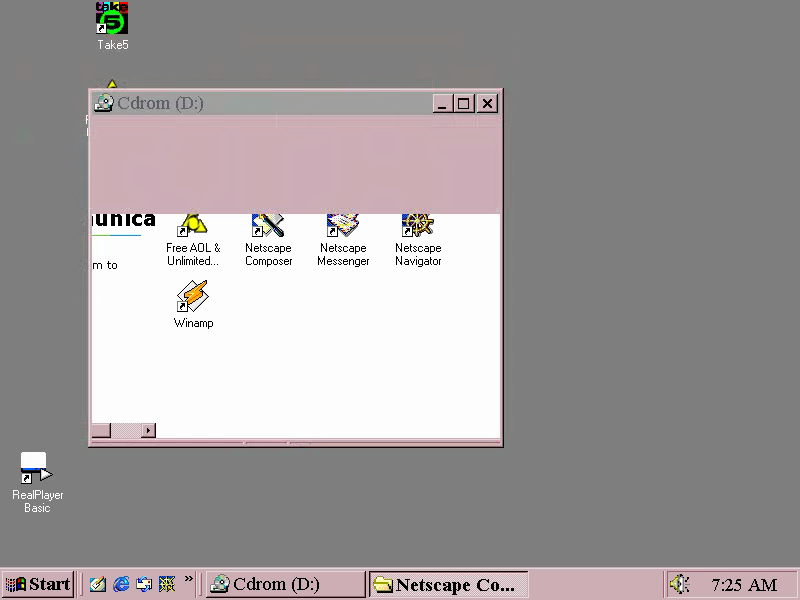 take
5
Take5
Cdrom (D:)
unica
m to
Free AOL &
Unlimited...
Netscape
Composer
Netscape
Messenger
Netscape
Navigator
Winamp
RealPlayer
Basic
Start
»
Cdrom (D:)
Netscape Co...
7:25 AM